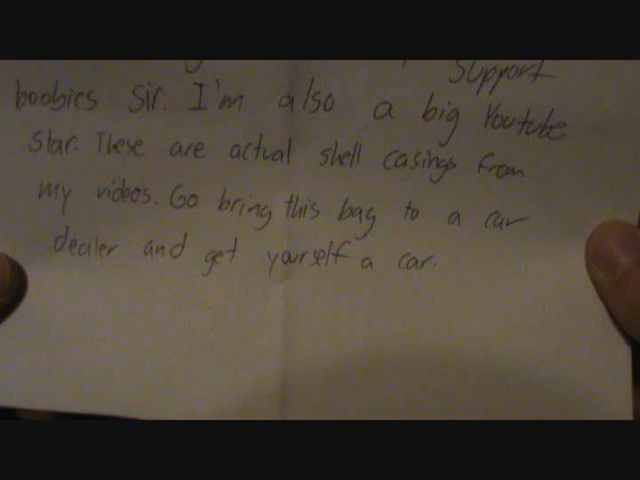 support
boobies Sir. I'm also a big Youtube
Star. These are actual shell casings from
my videos. Go bring this bag to a car
dealer and get yourself a car.